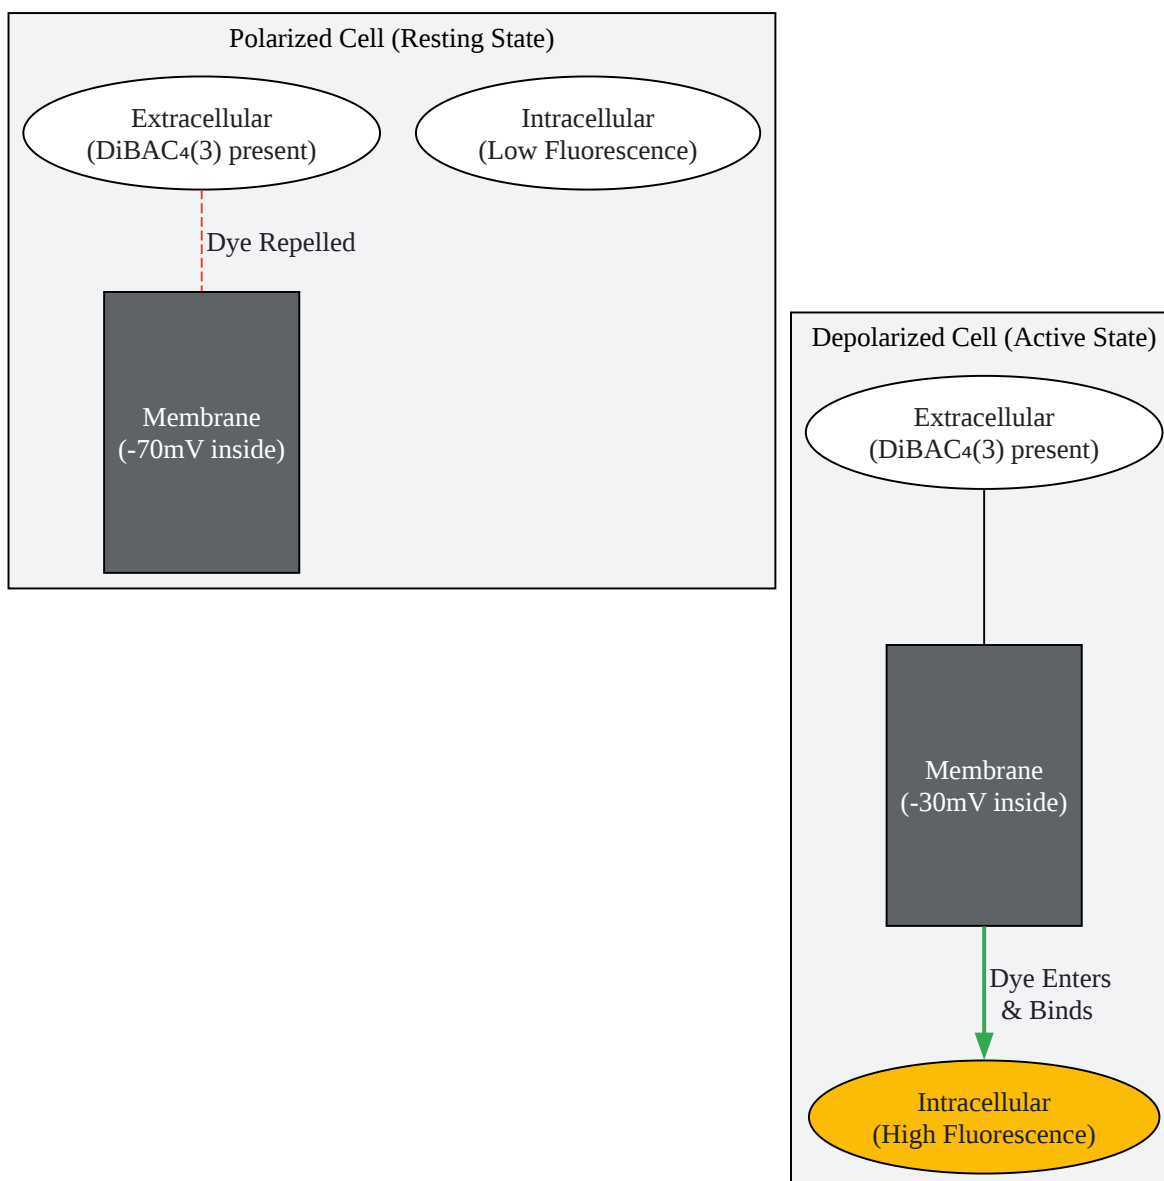 Polarized Cell (Resting State)
Extracellular
(DiBAC₄(3) present)
Intracellular
(Low Fluorescence)
Dye Repelled
Membrane
(-70mV inside)
Depolarized Cell (Active State)
Extracellular
(DiBAC₄(3) present)
Membrane
(-30mV inside)
Dye Enters
& Binds
Intracellular
(High Fluorescence)